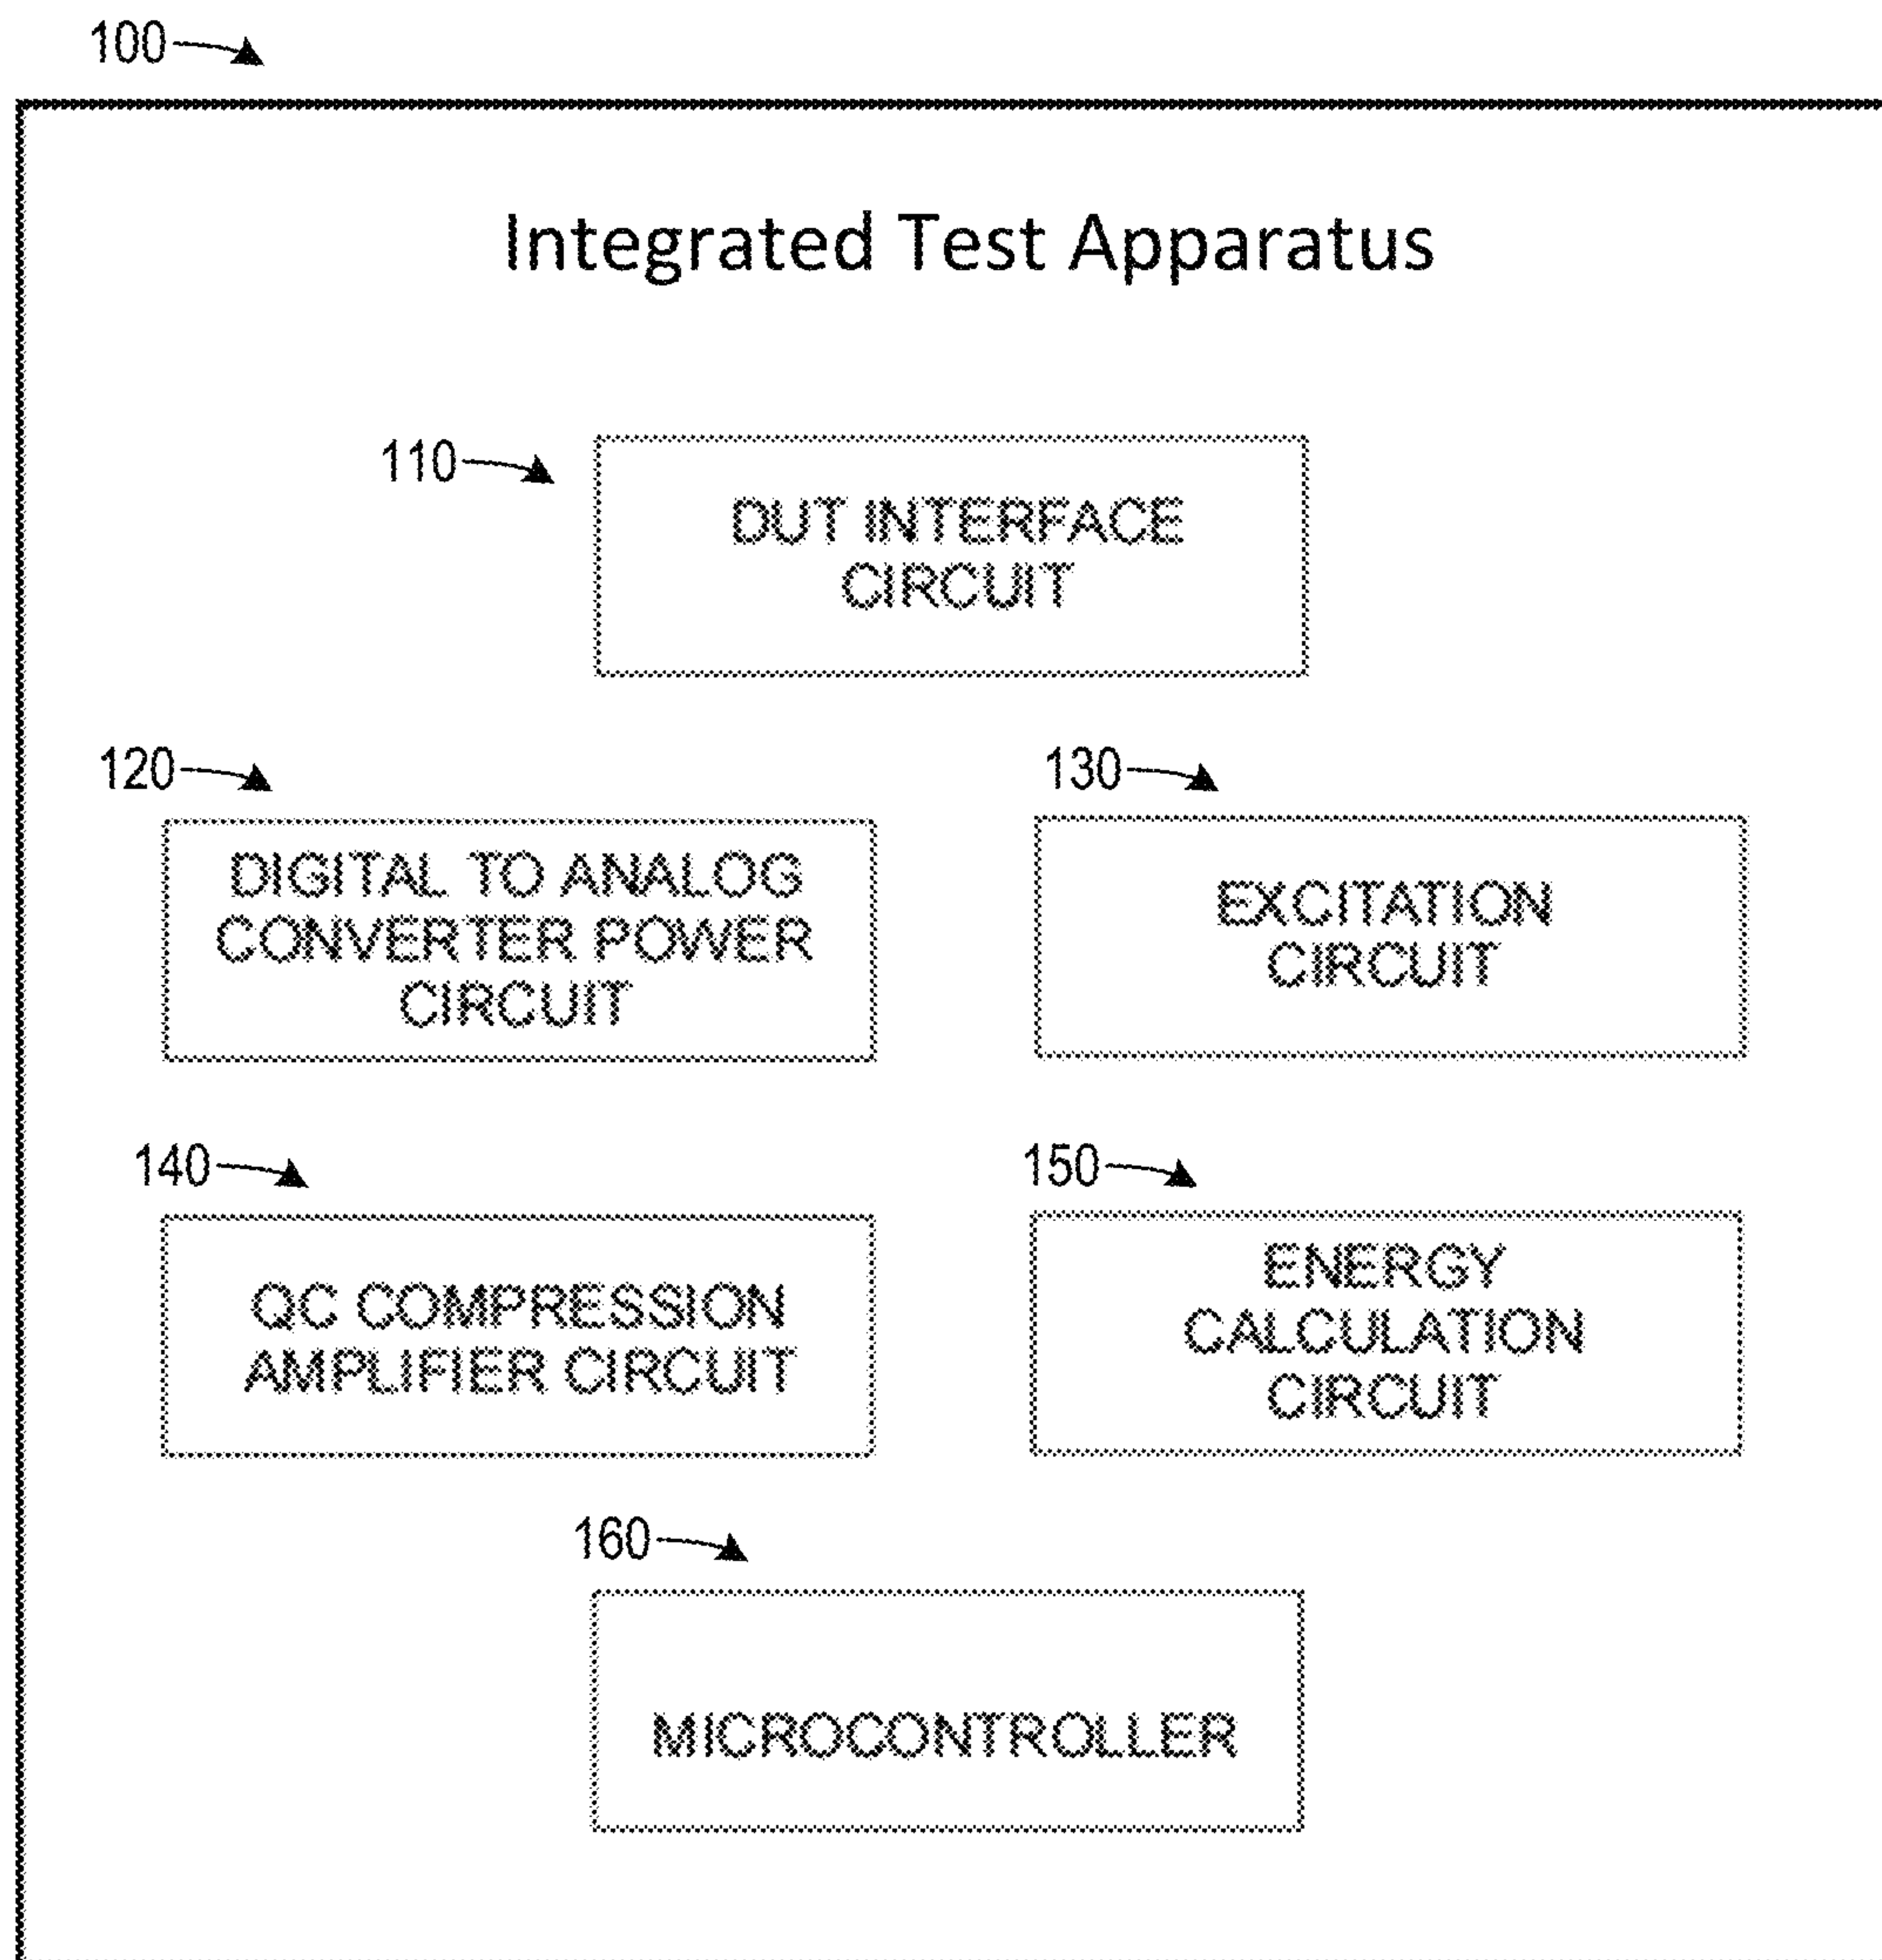 100
Integrated Test Apparatus
110
DUT INTERFACE
CIRCUIT
120
DIGITAL TO ANALOG
CONVERTER POWER
CIRCUIT
130
EXCITATION
CIRCUIT
140
QC COMPRESSION
AMPLIFIER CIRCUIT
150
ENERGY
CALCULATION
CIRCUIT
160
MICROCONTROLLER